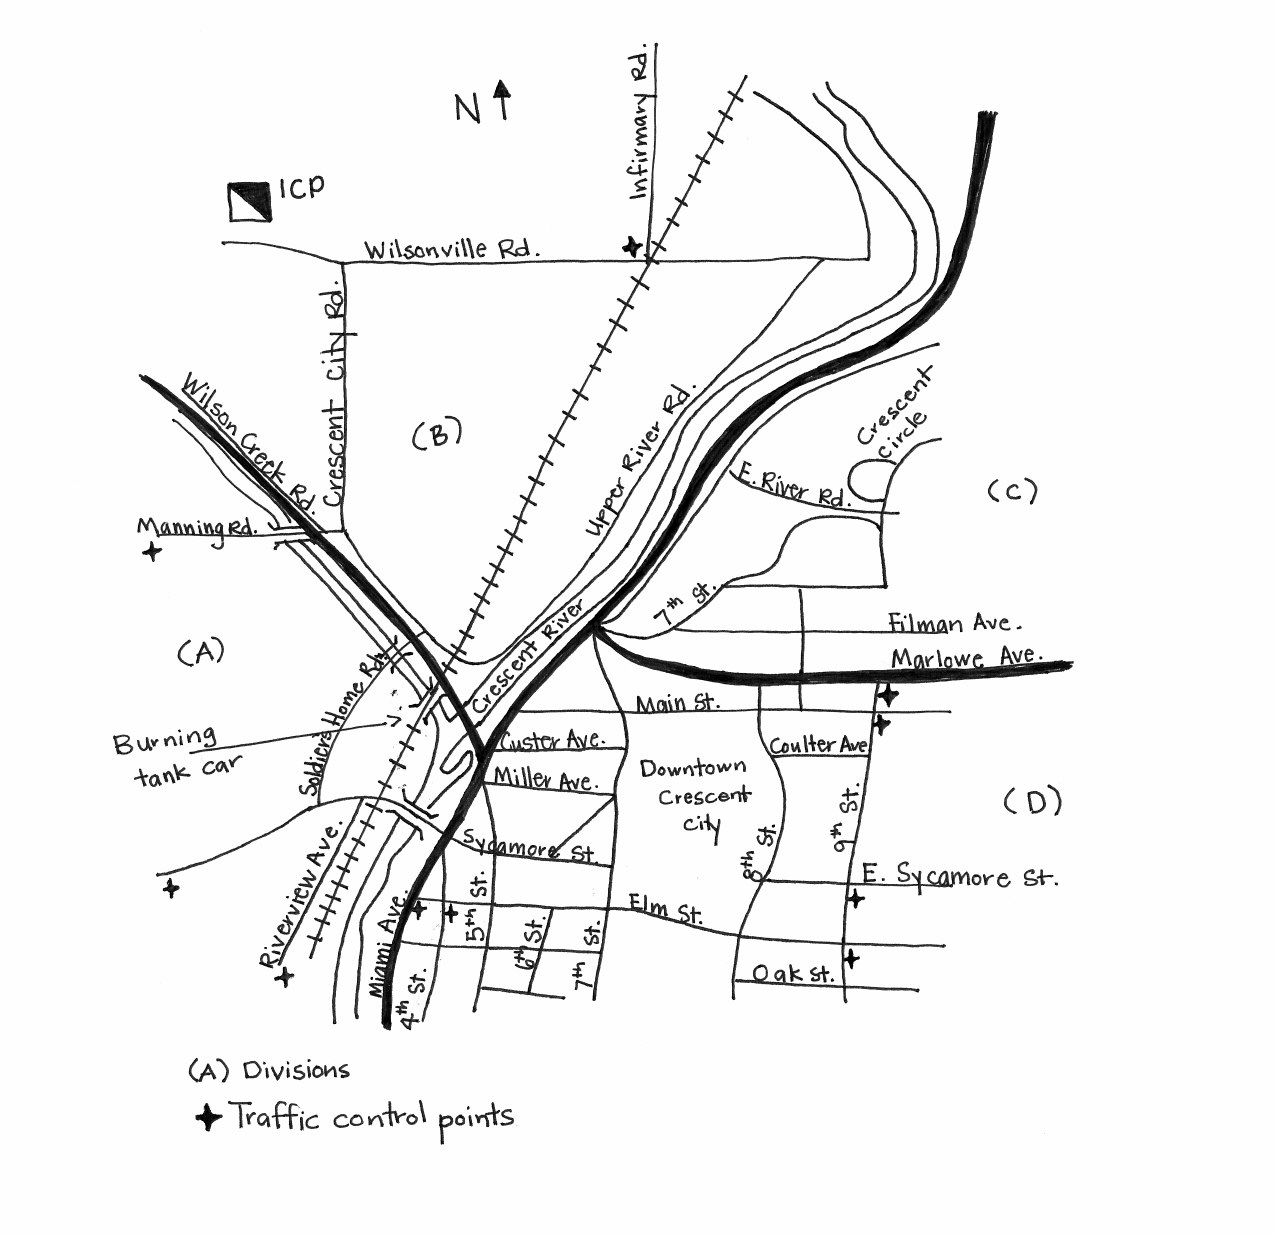 Infirmary Rd.
N
ICP
Wilsonville Rd.
Crescent City Rd.
Wilson Creek Rd.
(B)
Upper River Rd.
Crescent
Circle
E. River Rd.
(C)
Manning Rd.
7th St.
Filman Ave.
Marlowe Ave.
(A)
Soldiers Home Rd.
Crescent River
Main St.
Burning
tank car
Custer Ave.
Coulter Ave
Miller Ave.
Downtown
Crescent
City
(D)
9th St.
8th St.
Sycamore St.
E. Sycamore St.
Riverview Ave.
Miami Ave.
Elm St.
4th St.
5th St.
6th St.
7th St.
Oak St.
(A) Divisions
Traffic control points